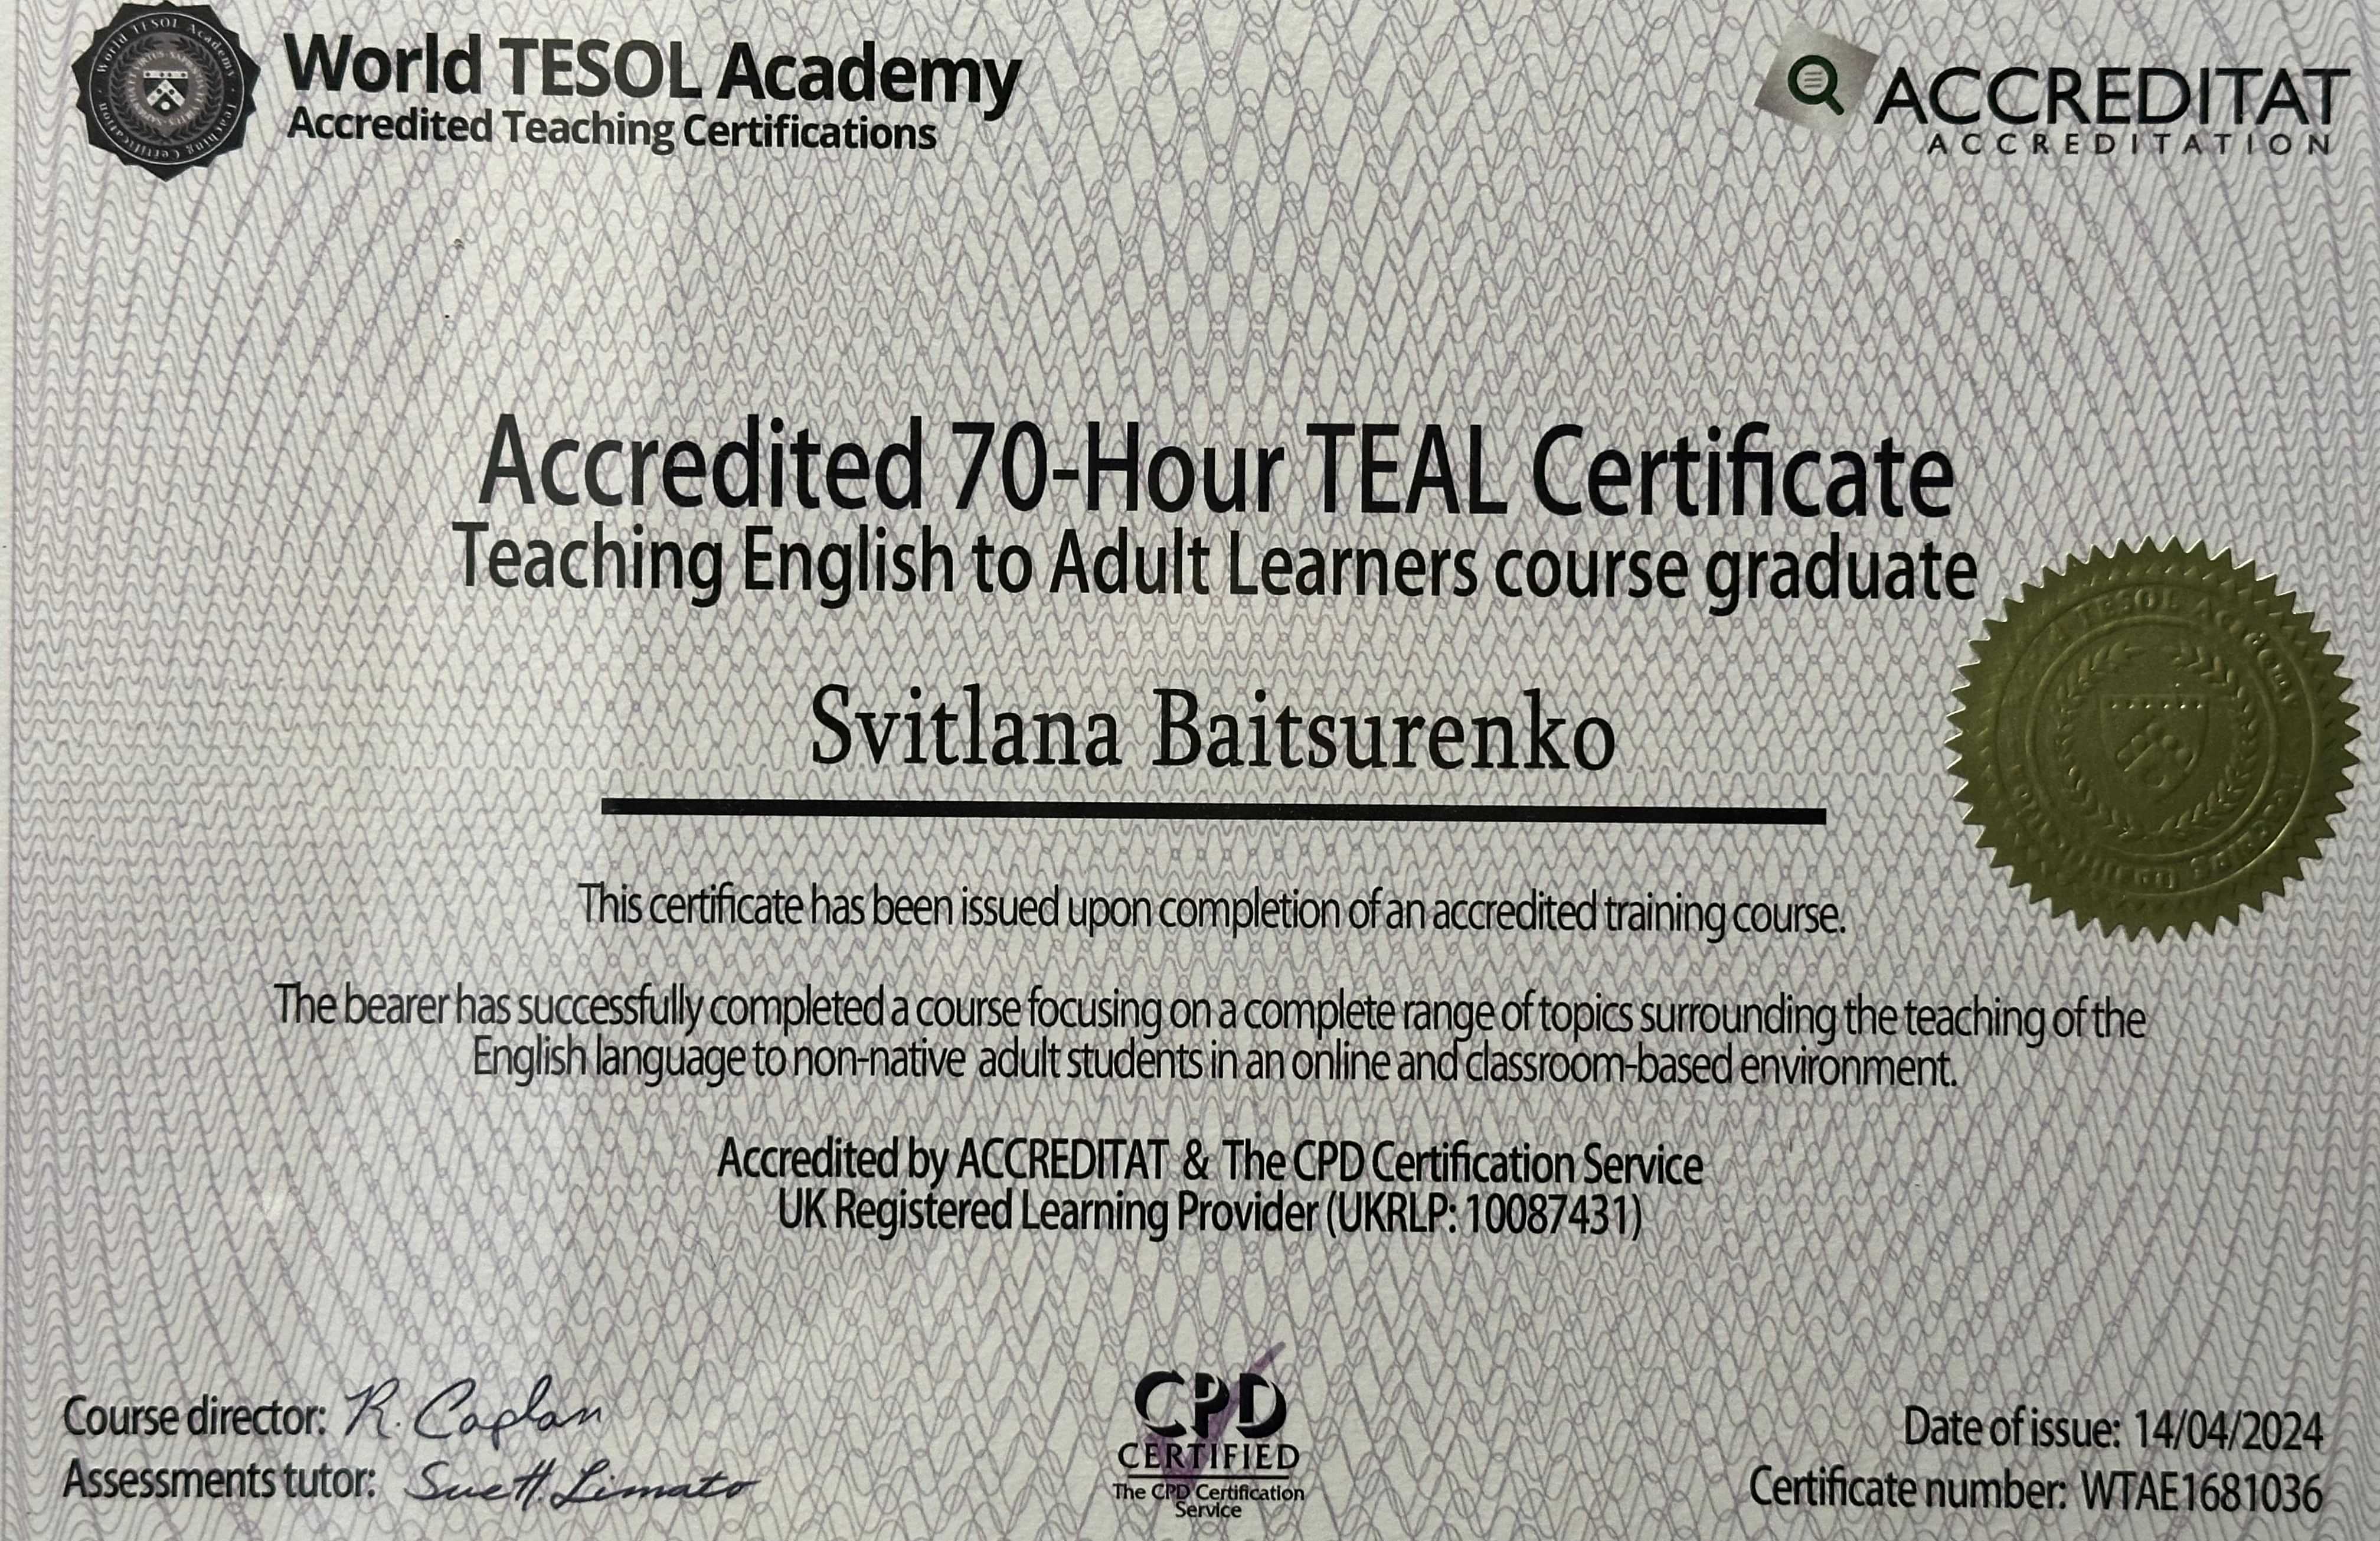 World TESOL Academy
Accredited Teaching Certifications
ACCREDITAT
ACCREDITATION
Accredited 70-Hour TEAL Certificate
Teaching English to Adult Learners course graduate
Svitlana Baitsurenko
This certificate has been issued upon completion of an accredited training course.
The bearer has successfully completed a course focusing on a complete range of topics surrounding the teaching of the
English language to non-native adult students in an online and classroom-based environment.
Accredited by ACCREDITAT & The CPD Certification Service
UK Registered Learning Provider (UKRLP: 10087431)
Course director: R. Caplan
Assessments tutor: Sue H. Limato
CPD
CERTIFIED
The CPD Certification
Service
Date of issue: 14/04/2024
Certificate number: WTAE1681036